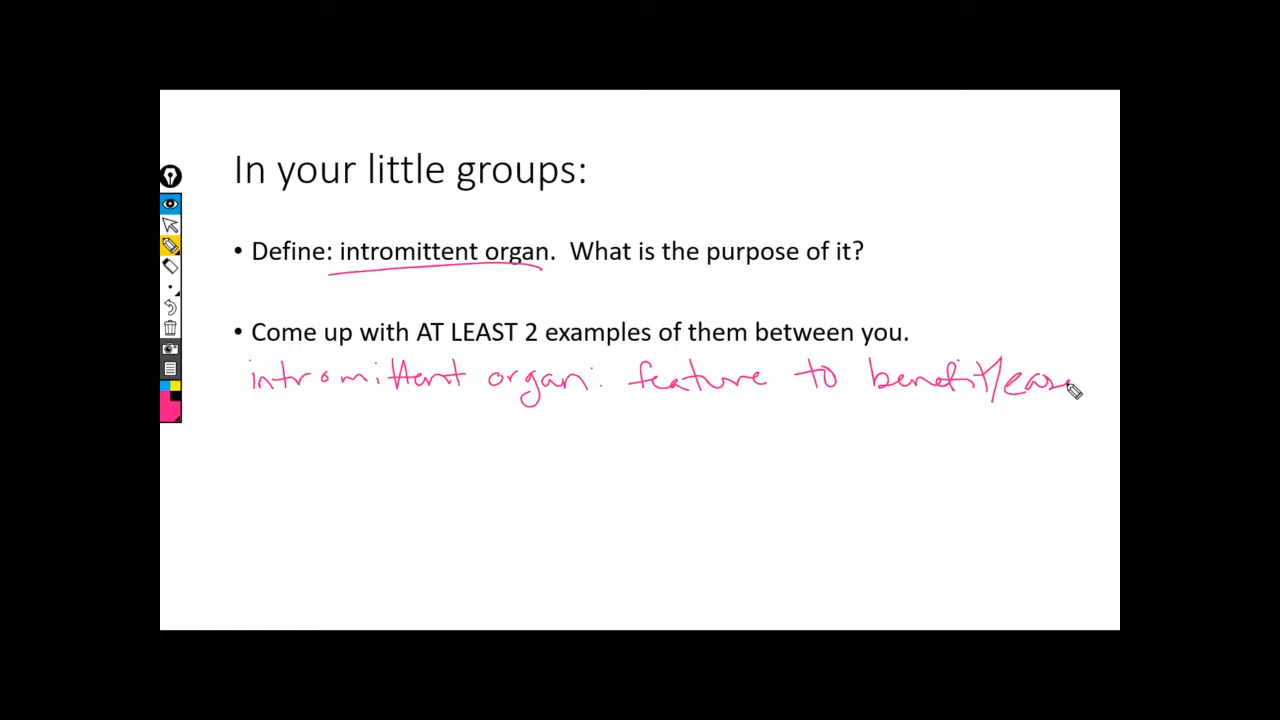 In your little groups:
• Define: intromittent organ. What is the purpose of it?
• Come up with AT LEAST 2 examples of them between you.
intromittent organ: feature to benefit/eas